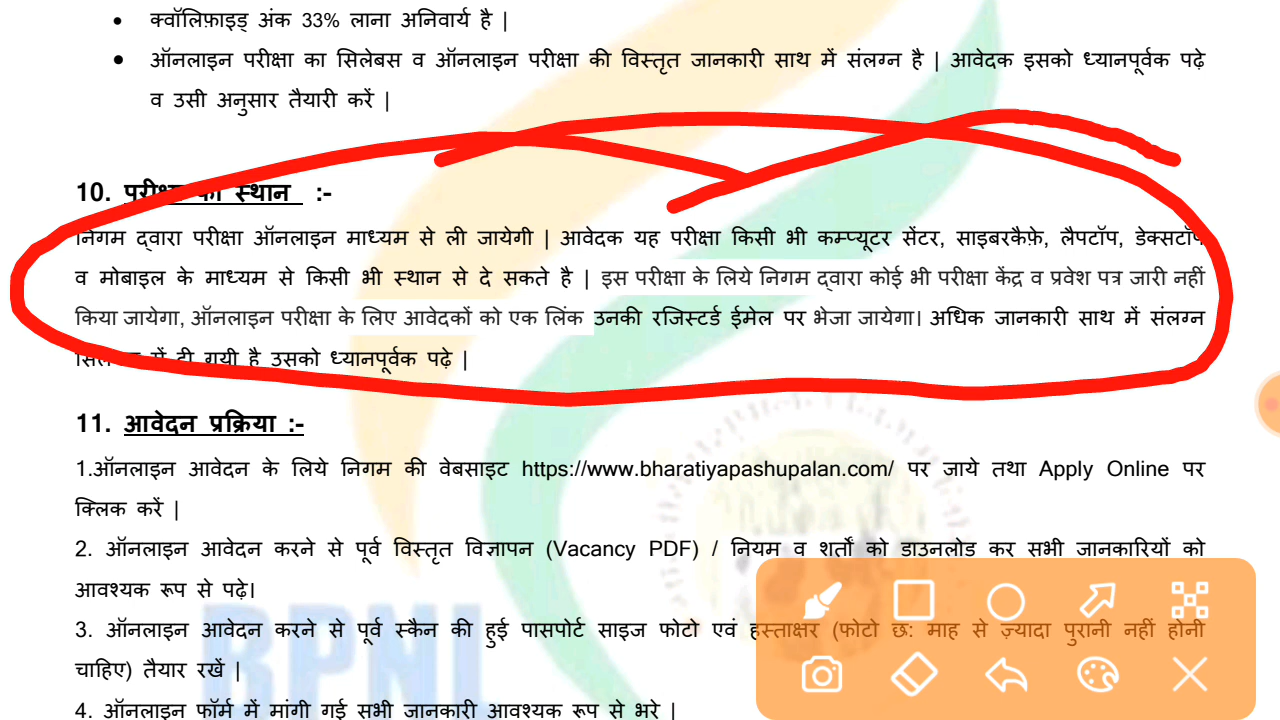 क्वॉलिफ़ाइड् अंक 33% लाना अनिवार्य है |
ऑनलाइन परीक्षा का सिलेबस व ऑनलाइन परीक्षा की विस्तृत जानकारी साथ में संलग्न है | आवेदक इसको ध्यानपूर्वक पढ़े
व उसी अनुसार तैयारी करें |
10. परीक्षा का स्थान :-
निगम द्वारा परीक्षा ऑनलाइन माध्यम से ली जायेगी | आवेदक यह परीक्षा किसी भी कम्प्यूटर सेंटर, साइबरकैफ़े, लैपटॉप, डेक्सटॉप
व मोबाइल के माध्यम से किसी भी स्थान से दे सकते है | इस परीक्षा के लिये निगम द्वारा कोई भी परीक्षा केंद्र व प्रवेश पत्र जारी नहीं
किया जायेगा, ऑनलाइन परीक्षा के लिए आवेदकों को एक लिंक उनकी रजिस्टर्ड ईमेल पर भेजा जायेगा। अधिक जानकारी साथ में संलग्न
में दी गयी है उसको ध्यानपूर्वक पढ़े |
11. आवेदन प्रक्रिया :-
1.ऑनलाइन आवेदन के लिये निगम की वेबसाइट https://www.bharatiyapashupalan.com/ पर जाये तथा Apply Online पर
क्लिक करें |
2. ऑनलाइन आवेदन करने से पूर्व विस्तृत विज्ञापन (Vacancy PDF) / नियम व शर्तों को डाउनलोड कर सभी जानकारियों को
आवश्यक रूप से पढ़े।
3. ऑनलाइन आवेदन करने से पूर्व स्कैन की हुई पासपोर्ट साइज फोटो एवं हस्ताक्षर (फोटो छ: माह से ज़्यादा पुरानी नहीं होनी
चाहिए) तैयार रखें |
4. ऑनलाइन फॉर्म में मांगी गई सभी जानकारी आवश्यक रूप से भरे |
BPNL